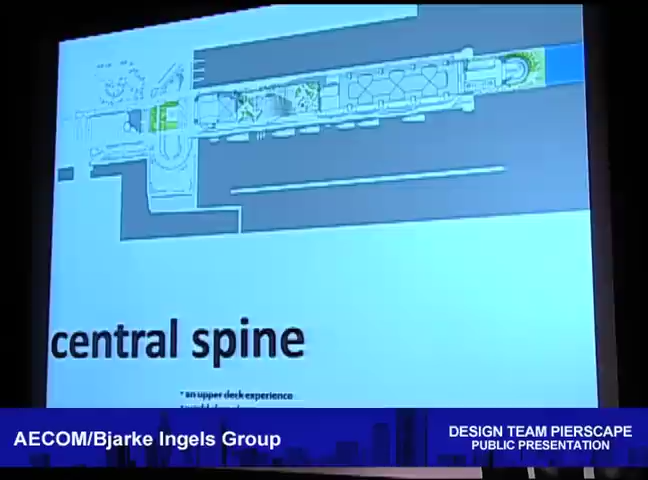 central spine
* an upper deck experience
AECOM/Bjarke Ingels Group
DESIGN TEAM PIERSCAPE
PUBLIC PRESENTATION